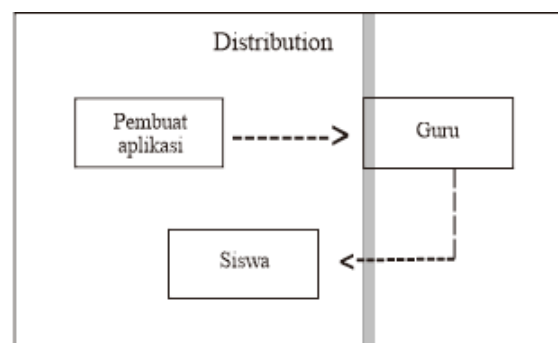 Distribution
Pembuat
aplikasi
Guru
Siswa